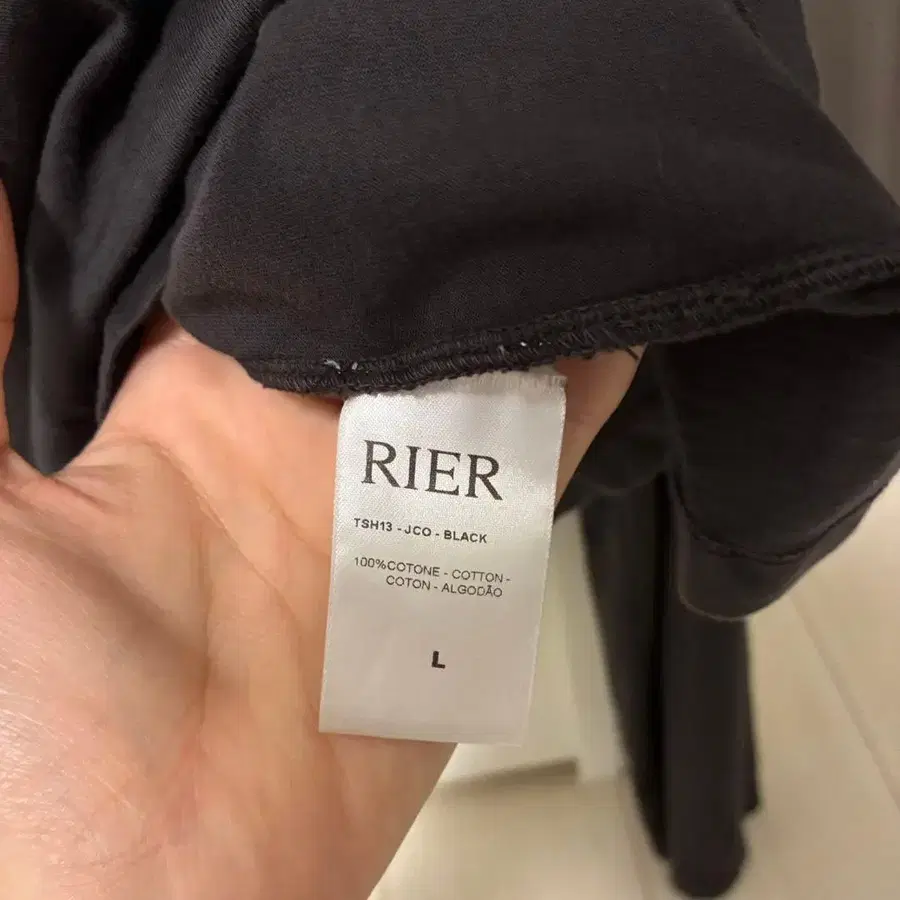 RIER
TSH13 - JCO - BLACK
100%COTONE - COTTON -
COTON - ALGODÃO
L